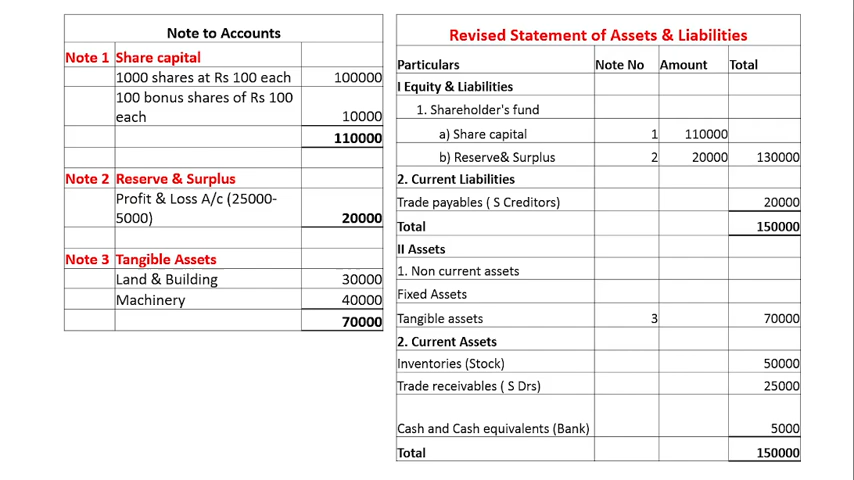 Note to Accounts
Note 1 Share capital
1000 shares at Rs 100 each 100000
100 bonus shares of Rs 100
each 10000
110000
Note 2 Reserve & Surplus
Profit & Loss A/c (25000-
5000) 20000
Note 3 Tangible Assets
Land & Building 30000
Machinery 40000
70000
Revised Statement of Assets & Liabilities
Particulars Note No Amount Total
I Equity & Liabilities
1. Shareholder's fund
a) Share capital 1 110000
b) Reserve& Surplus 2 20000 130000
2. Current Liabilities
Trade payables ( S Creditors) 20000
Total 150000
II Assets
1. Non current assets
Fixed Assets
Tangible assets 3 70000
2. Current Assets
Inventories (Stock) 50000
Trade receivables ( S Drs) 25000
Cash and Cash equivalents (Bank) 5000
Total 150000